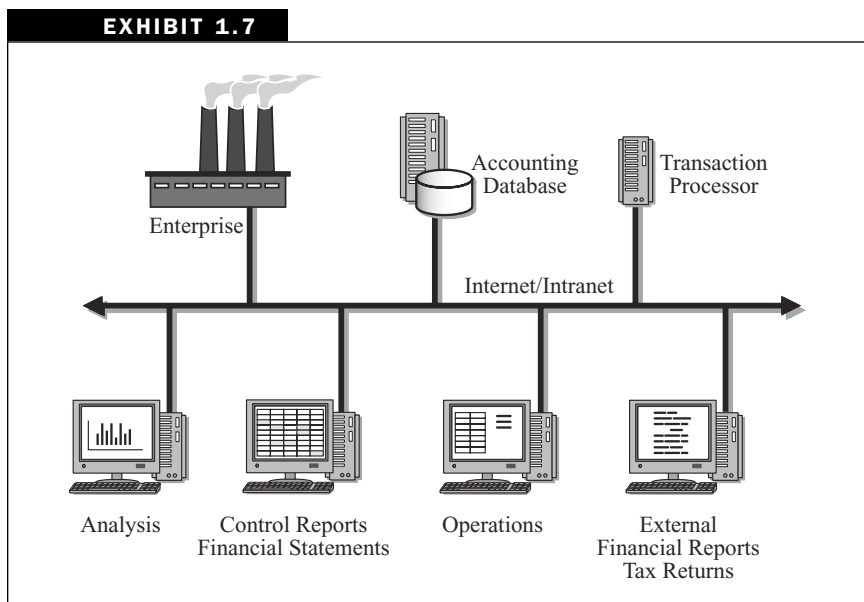 EXHIBIT 1.7
Accounting
Database
Transaction
Processor
Enterprise
Internet/Intranet
Analysis
Control Reports
Financial Statements
Operations
External
Financial Reports
Tax Returns